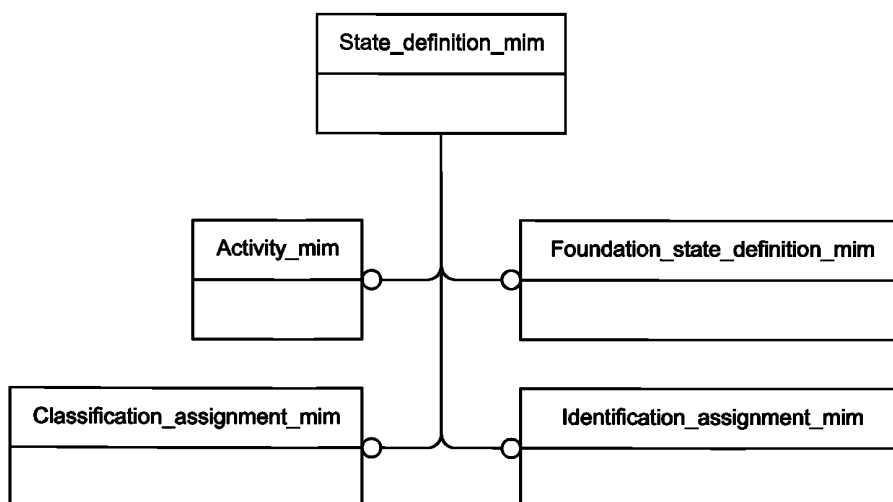 State_definition_mim
Activity_mim
Foundation_state_definition_mim
Classification_assignment_mim
Identification_assignment_mim